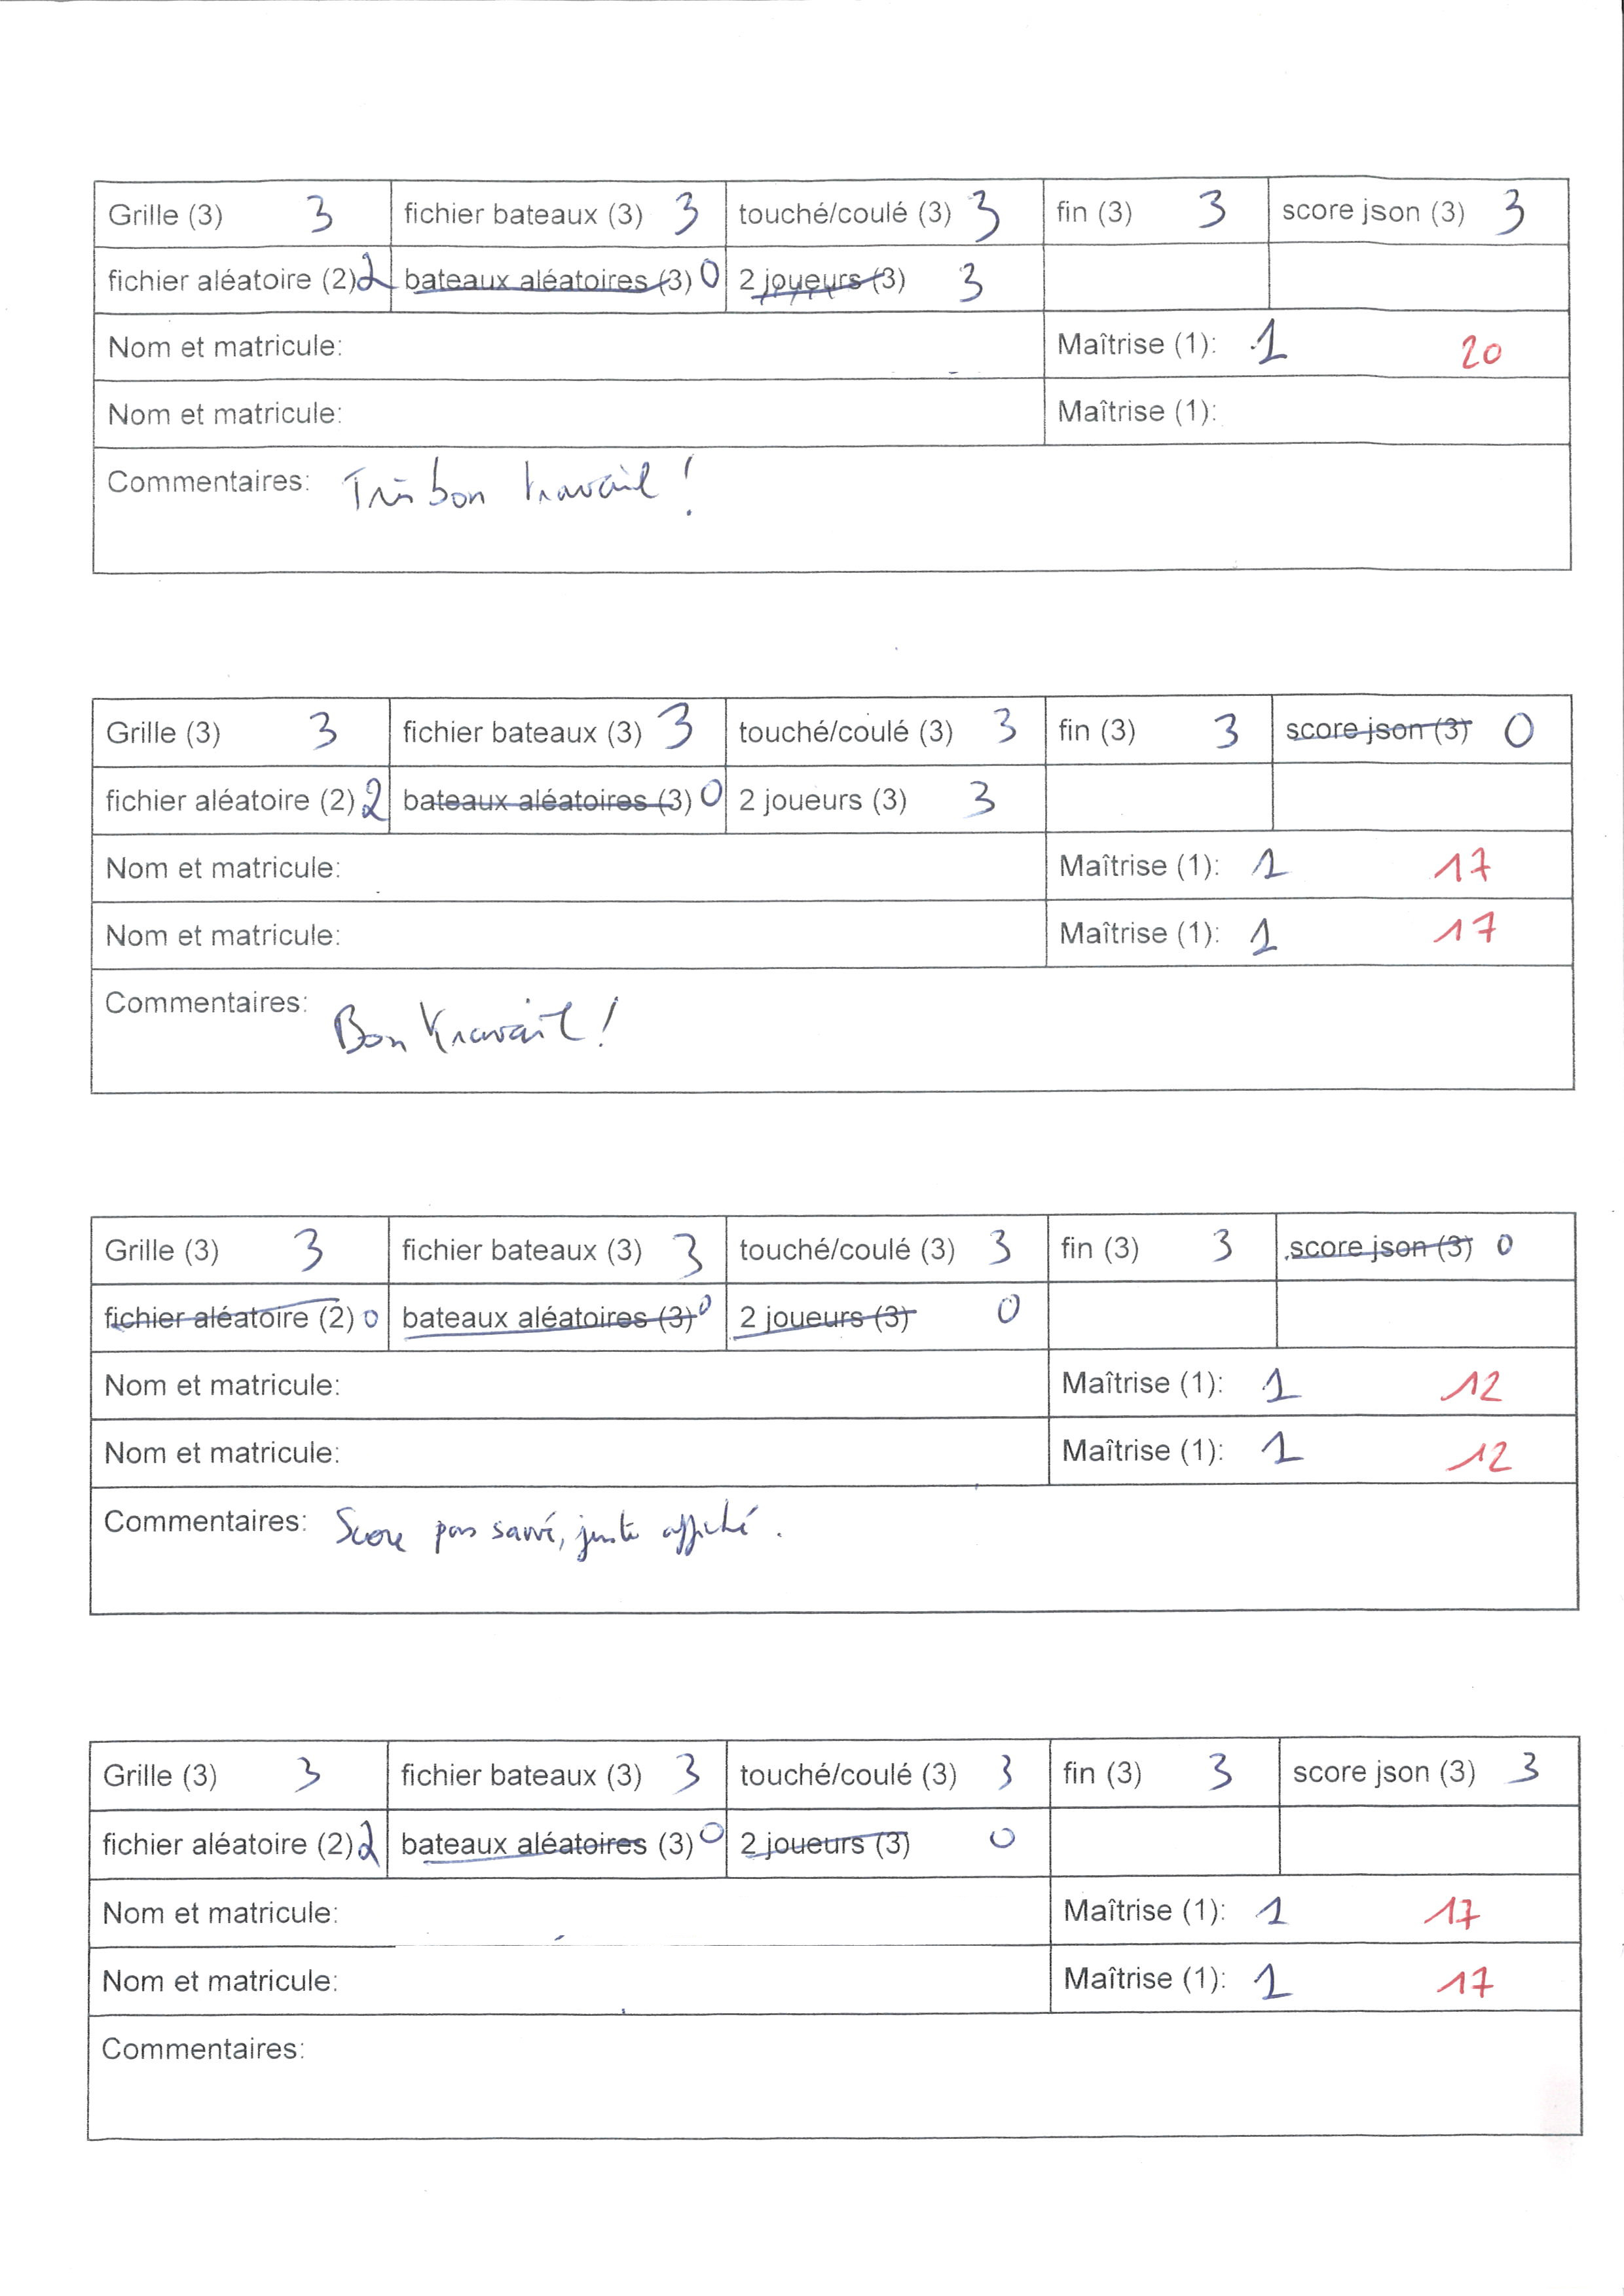 Grille (3) 3 fichier bateaux (3) 3 touché/coulé (3) 3 fin (3) 3 score json (3) 3
fichier aléatoire (2) 2 bateaux aléatoires (3) 0 2 joueurs (3) 3
Nom et matricule: Maîtrise (1): 1 20
Nom et matricule: Maîtrise (1):
Commentaires: Très bon travail !
Grille (3) 3 fichier bateaux (3) 3 touché/coulé (3) 3 fin (3) 3 score json (3) 0
fichier aléatoire (2) 2 bateaux aléatoires (3) 0 2 joueurs (3) 3
Nom et matricule: Maîtrise (1): 1 17
Nom et matricule: Maîtrise (1): 1 17
Commentaires: Bon travail !
Grille (3) 3 fichier bateaux (3) 3 touché/coulé (3) 3 fin (3) 3 score json (3) 0
fichier aléatoire (2) 0 bateaux aléatoires (3) 0 2 joueurs (3) 0
Nom et matricule: Maîtrise (1): 1 12
Nom et matricule: Maîtrise (1): 1 12
Commentaires: Score pas sauvé, juste affiché.
Grille (3) 3 fichier bateaux (3) 3 touché/coulé (3) 3 fin (3) 3 score json (3) 3
fichier aléatoire (2) 2 bateaux aléatoires (3) 0 2 joueurs (3) 0
Nom et matricule: Maîtrise (1): 1 17
Nom et matricule: Maîtrise (1): 1 17
Commentaires: